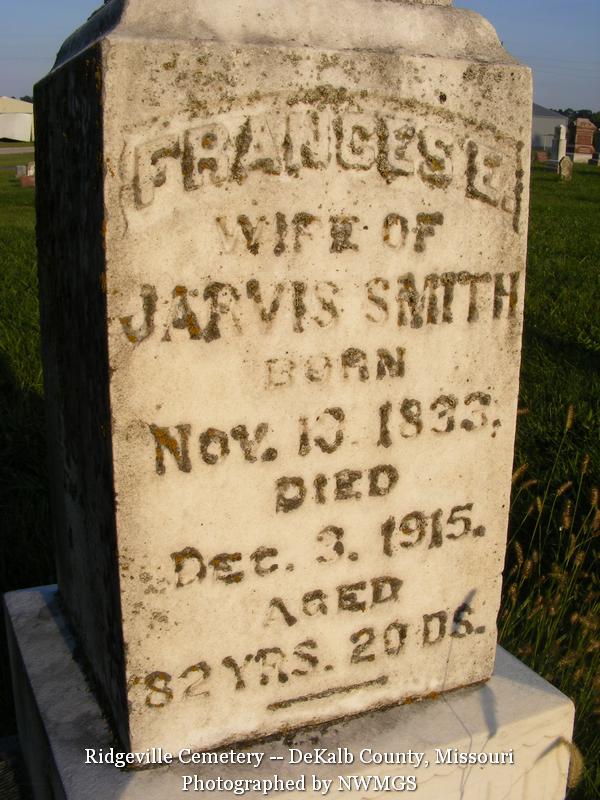 FRANCES E.
WIFE OF
JARVIS SMITH
BORN
NOV. 13, 1833.
DIED
DEC. 3. 1915.
AGED
82 YRS. 20 DS.
Ridgeville Cemetery -- DeKalb County, Missouri
Photographed by NWMGS